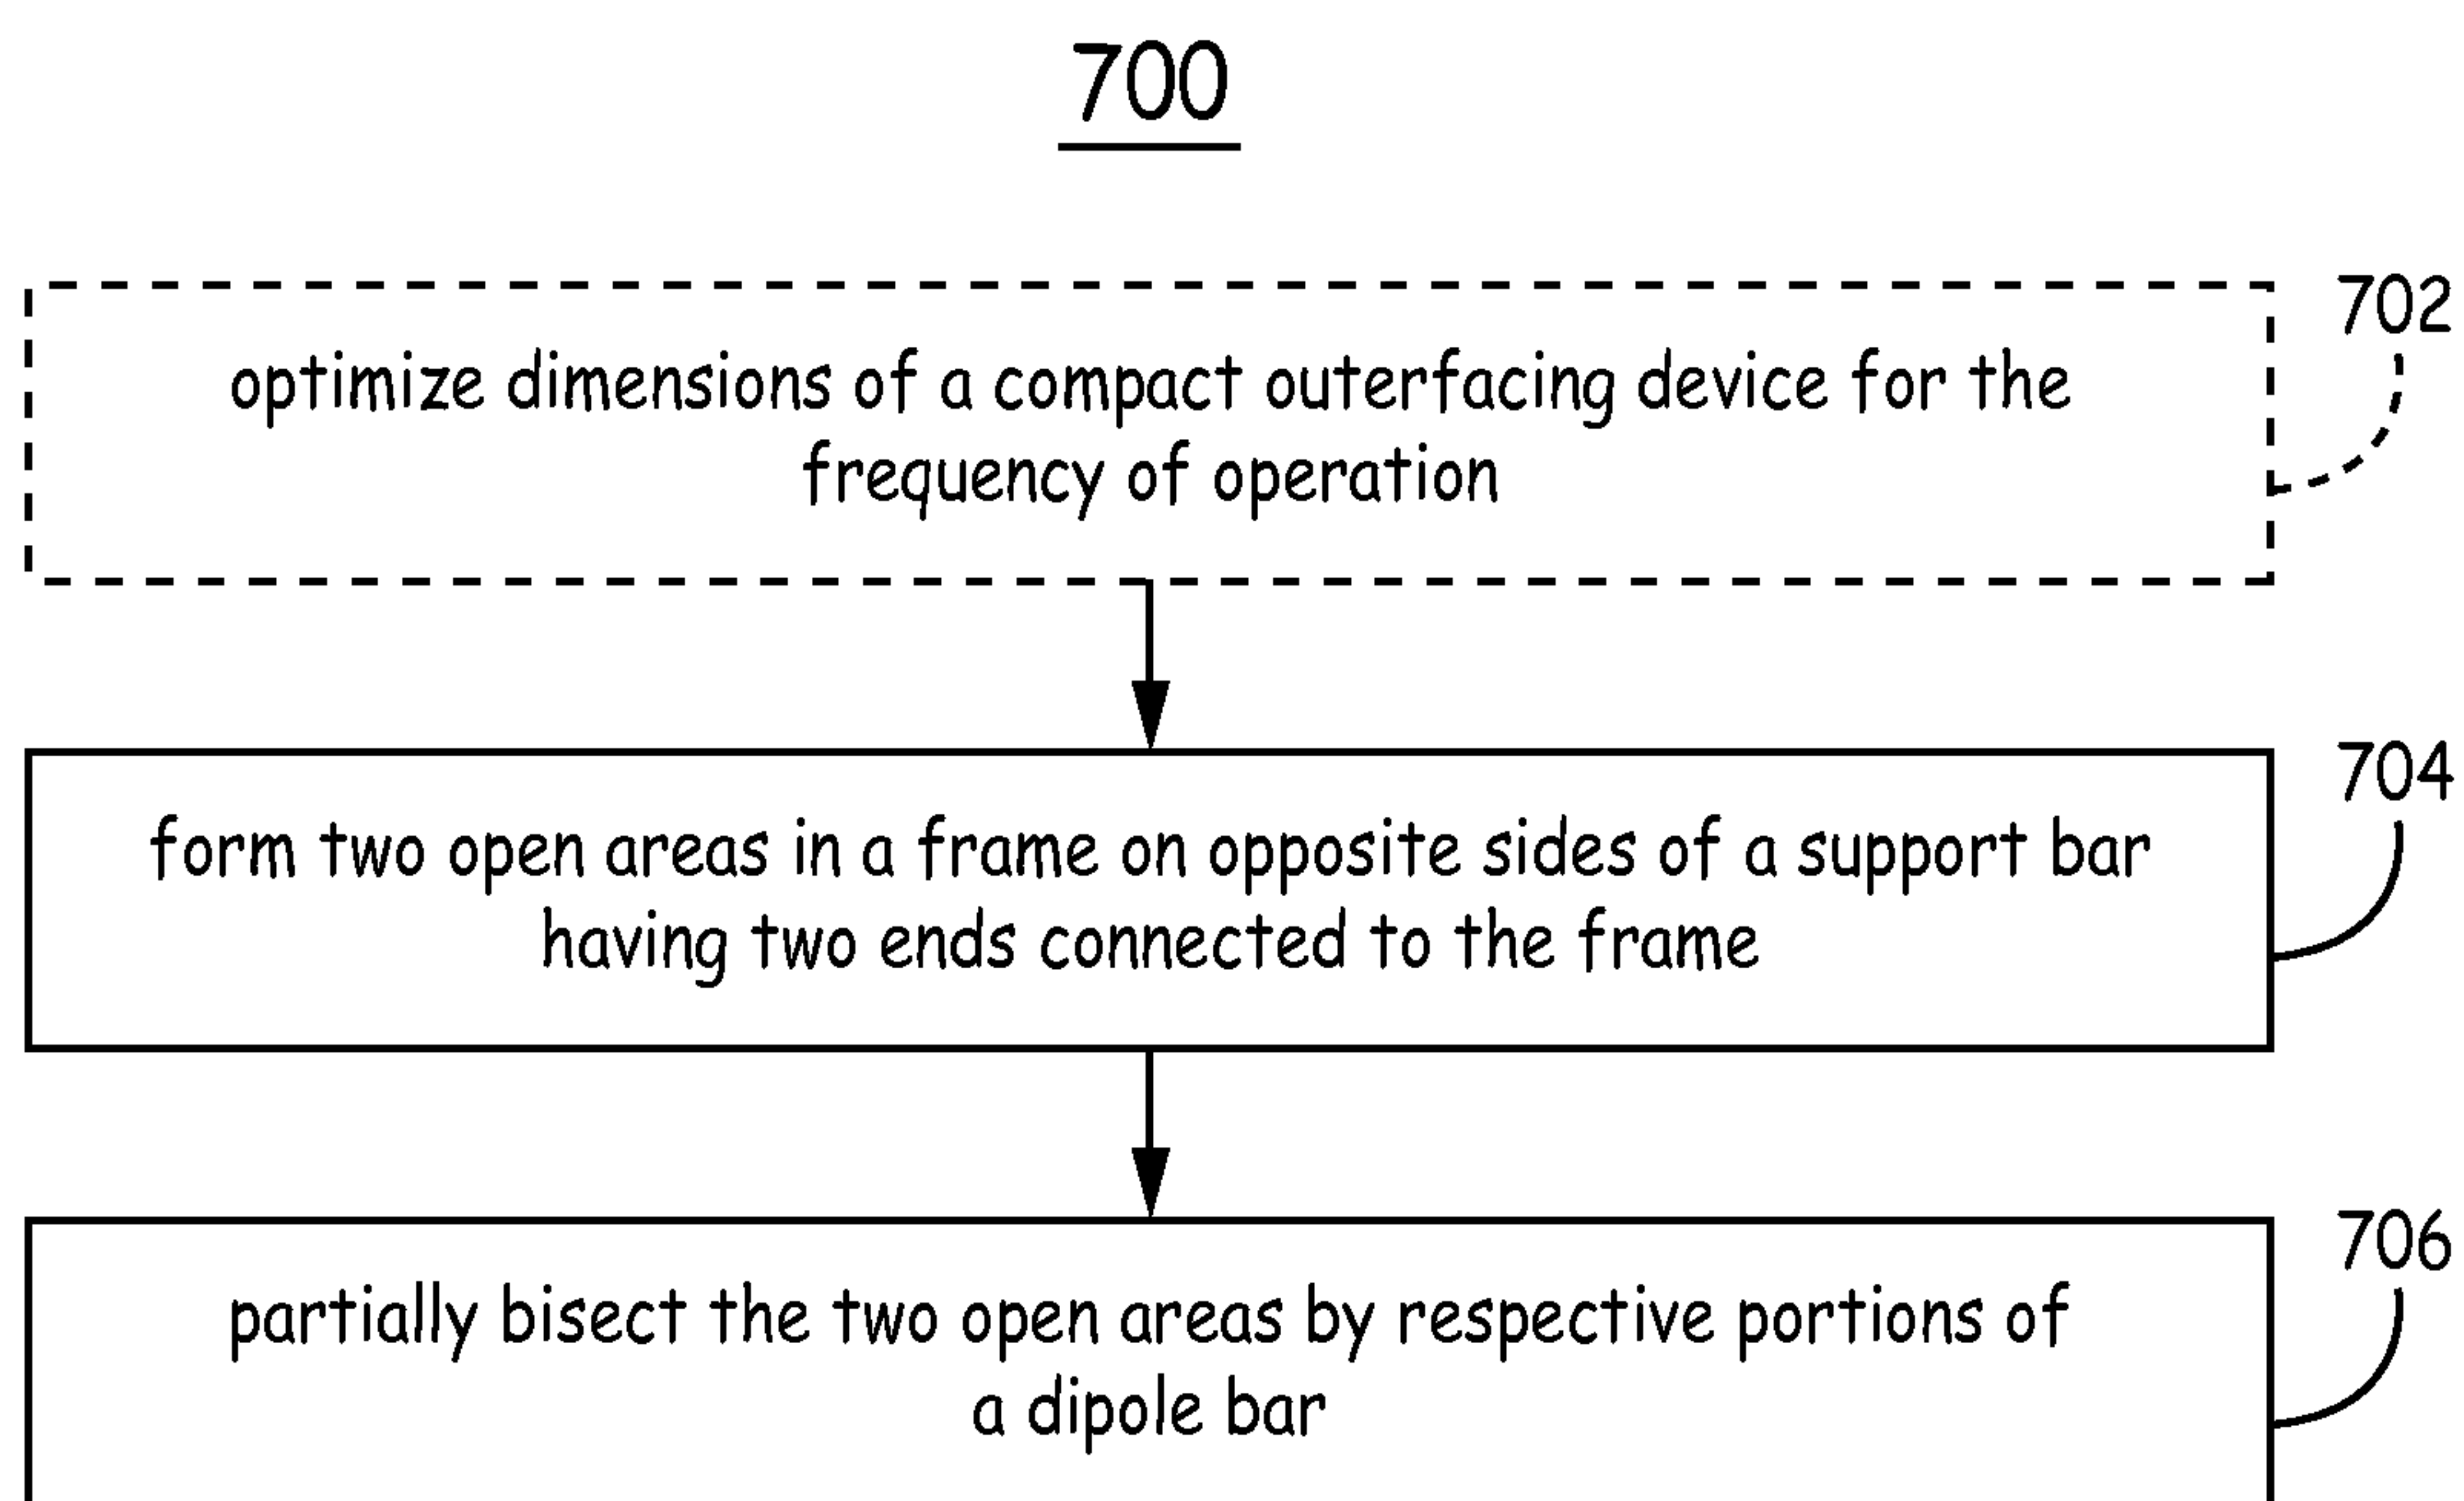 700
702
optimize dimensions of a compact outerfacing device for the
frequency of operation
704
form two open areas in a frame on opposite sides of a support bar
having two ends connected to the frame
706
partially bisect the two open areas by respective portions of
a dipole bar